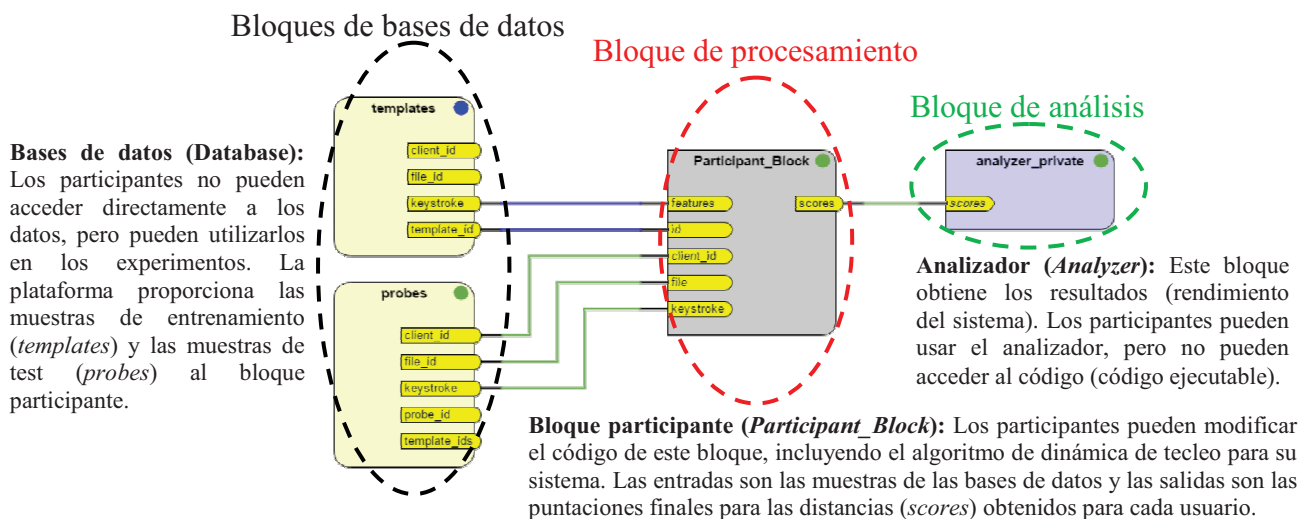 Bloques de bases de datos
Bloque de procesamiento
Bloque de análisis
Bases de datos (Database):
Los participantes no pueden
acceder directamente a los
datos, pero pueden utilizarlos
en los experimentos. La
plataforma proporciona las
muestras de entrenamiento
(templates) y las muestras de
test (probes) al bloque
participante.
templates
client_id
file_id
keystroke
template_id
probes
client_id
file_id
keystroke
probe_id
template_ids
Participant_Block
features
id
client_id
file
keystroke
scores
analyzer_private
scores
Analizador (Analyzer): Este bloque
obtiene los resultados (rendimiento
del sistema). Los participantes pueden
usar el analizador, pero no pueden
acceder al código (código ejecutable).
Bloque participante (Participant_Block): Los participantes pueden modificar
el código de este bloque, incluyendo el algoritmo de dinámica de tecleo para su
sistema. Las entradas son las muestras de las bases de datos y las salidas son las
puntaciones finales para las distancias (scores) obtenidos para cada usuario.